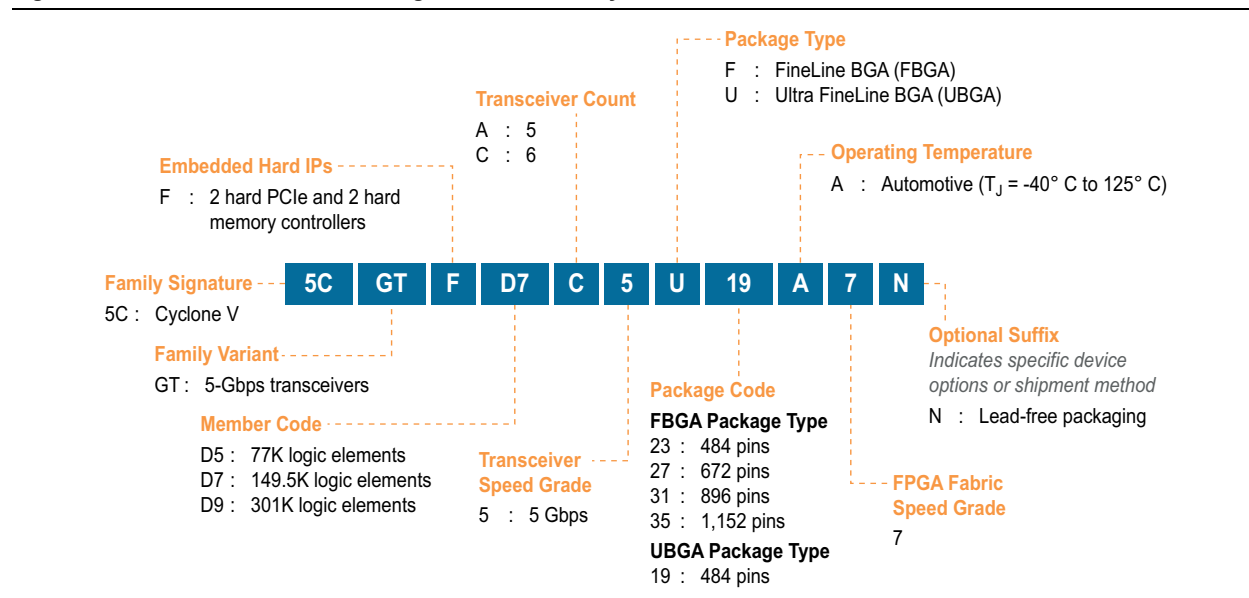 Package Type
F : FineLine BGA (FBGA)
U : Ultra FineLine BGA (UBGA)
Transceiver Count
A : 5
C : 6
Embedded Hard IPs
F : 2 hard PCIe and 2 hard
memory controllers
Operating Temperature
A : Automotive (TJ = -40° C to 125° C)
Family Signature
5C : Cyclone V
5C GT F D7 C 5 U 19 A 7 N
Family Variant
GT : 5-Gbps transceivers
Member Code
D5 : 77K logic elements
D7 : 149.5K logic elements
D9 : 301K logic elements
Transceiver
Speed Grade
5 : 5 Gbps
Package Code
FBGA Package Type
23 : 484 pins
27 : 672 pins
31 : 896 pins
35 : 1,152 pins
UBGA Package Type
19 : 484 pins
FPGA Fabric
Speed Grade
7
Optional Suffix
Indicates specific device
options or shipment method
N : Lead-free packaging